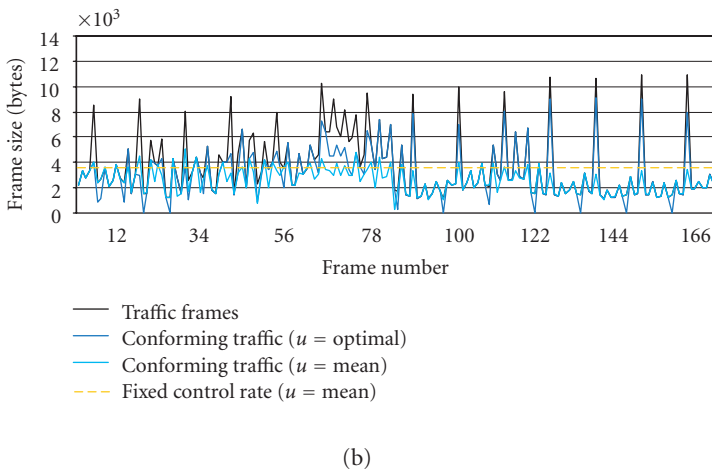 ×10³
14
12
10
8
6
4
2
0
Frame size (bytes)
12 34 56 78 100 122 144 166
Frame number
Traffic frames
Conforming traffic (u = optimal)
Conforming traffic (u = mean)
Fixed control rate (u = mean)
(b)